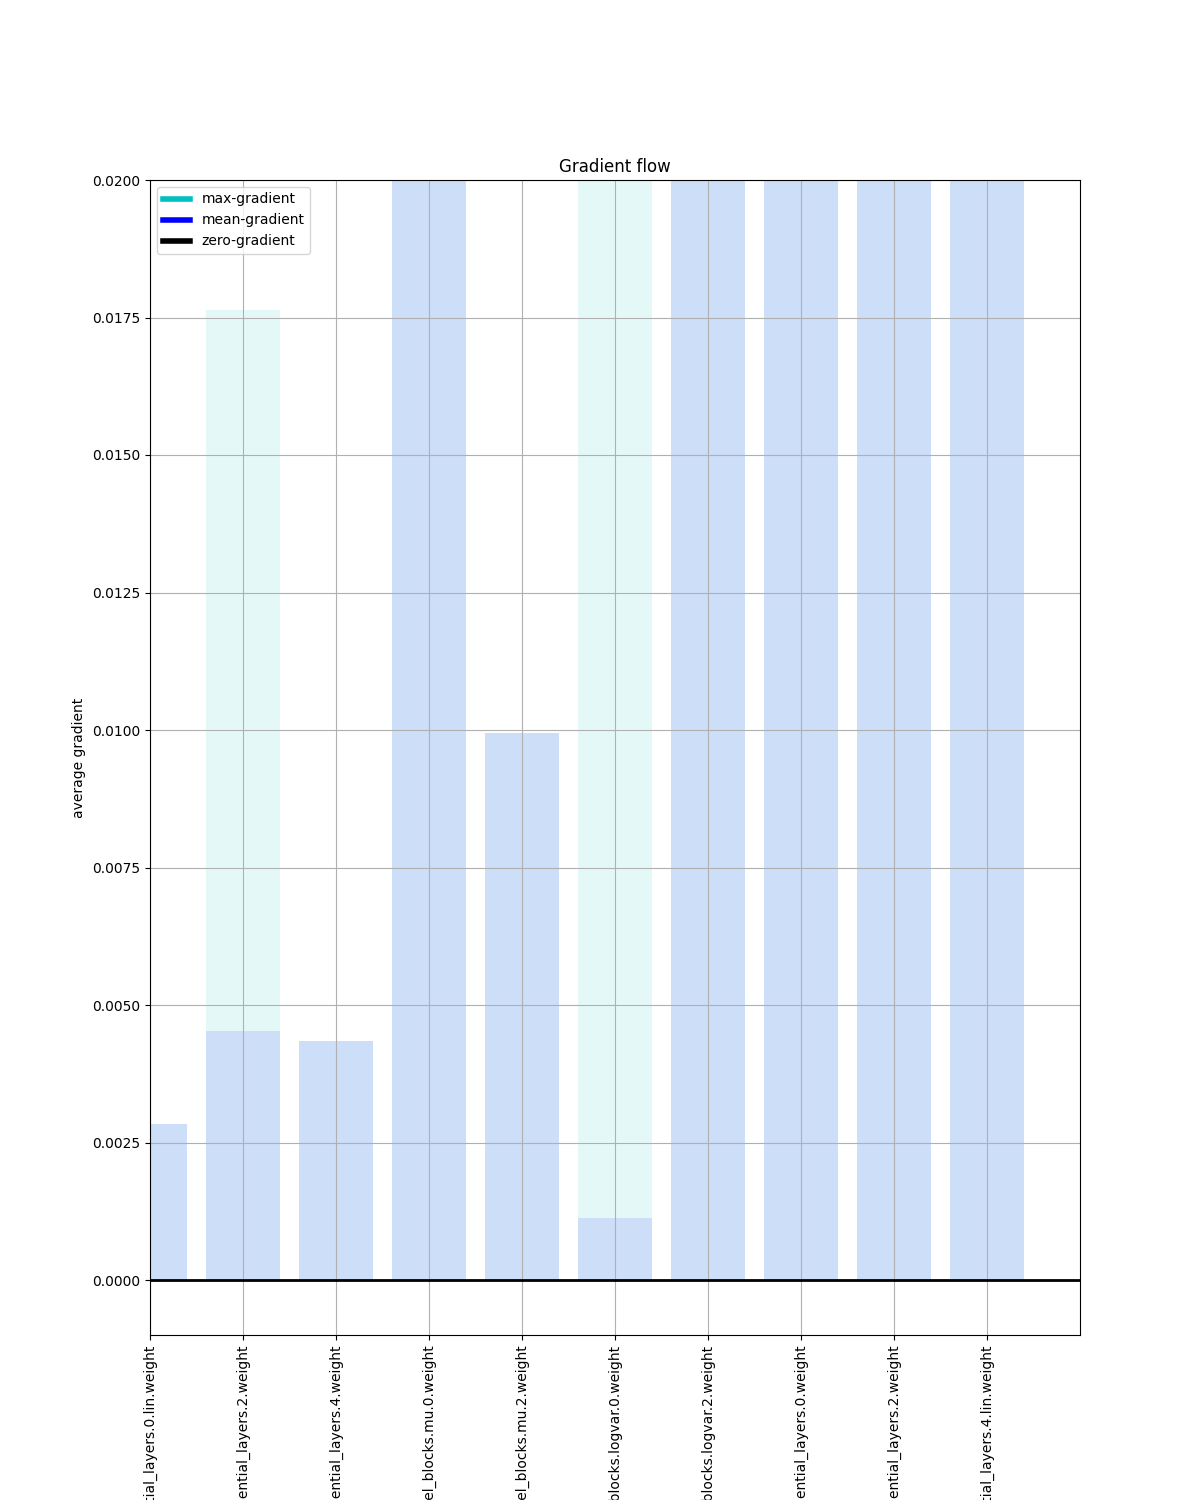 Gradient flow
max-gradient
mean-gradient
zero-gradient
0.0200
0.0175
0.0150
0.0125
0.0100
0.0075
0.0050
0.0025
0.0000
average gradient
tial_layers.0.lin.weight
ential_layers.2.weight
ential_layers.4.weight
el_blocks.mu.0.weight
el_blocks.mu.2.weight
blocks.logvar.0.weight
blocks.logvar.2.weight
ential_layers.0.weight
ential_layers.2.weight
tial_layers.4.lin.weight